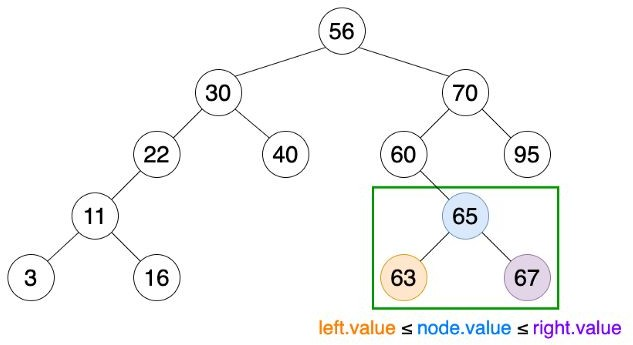 56
30 70
22 40 60 95
11 65
3 16 63 67
left.value ≤ node.value ≤ right.value